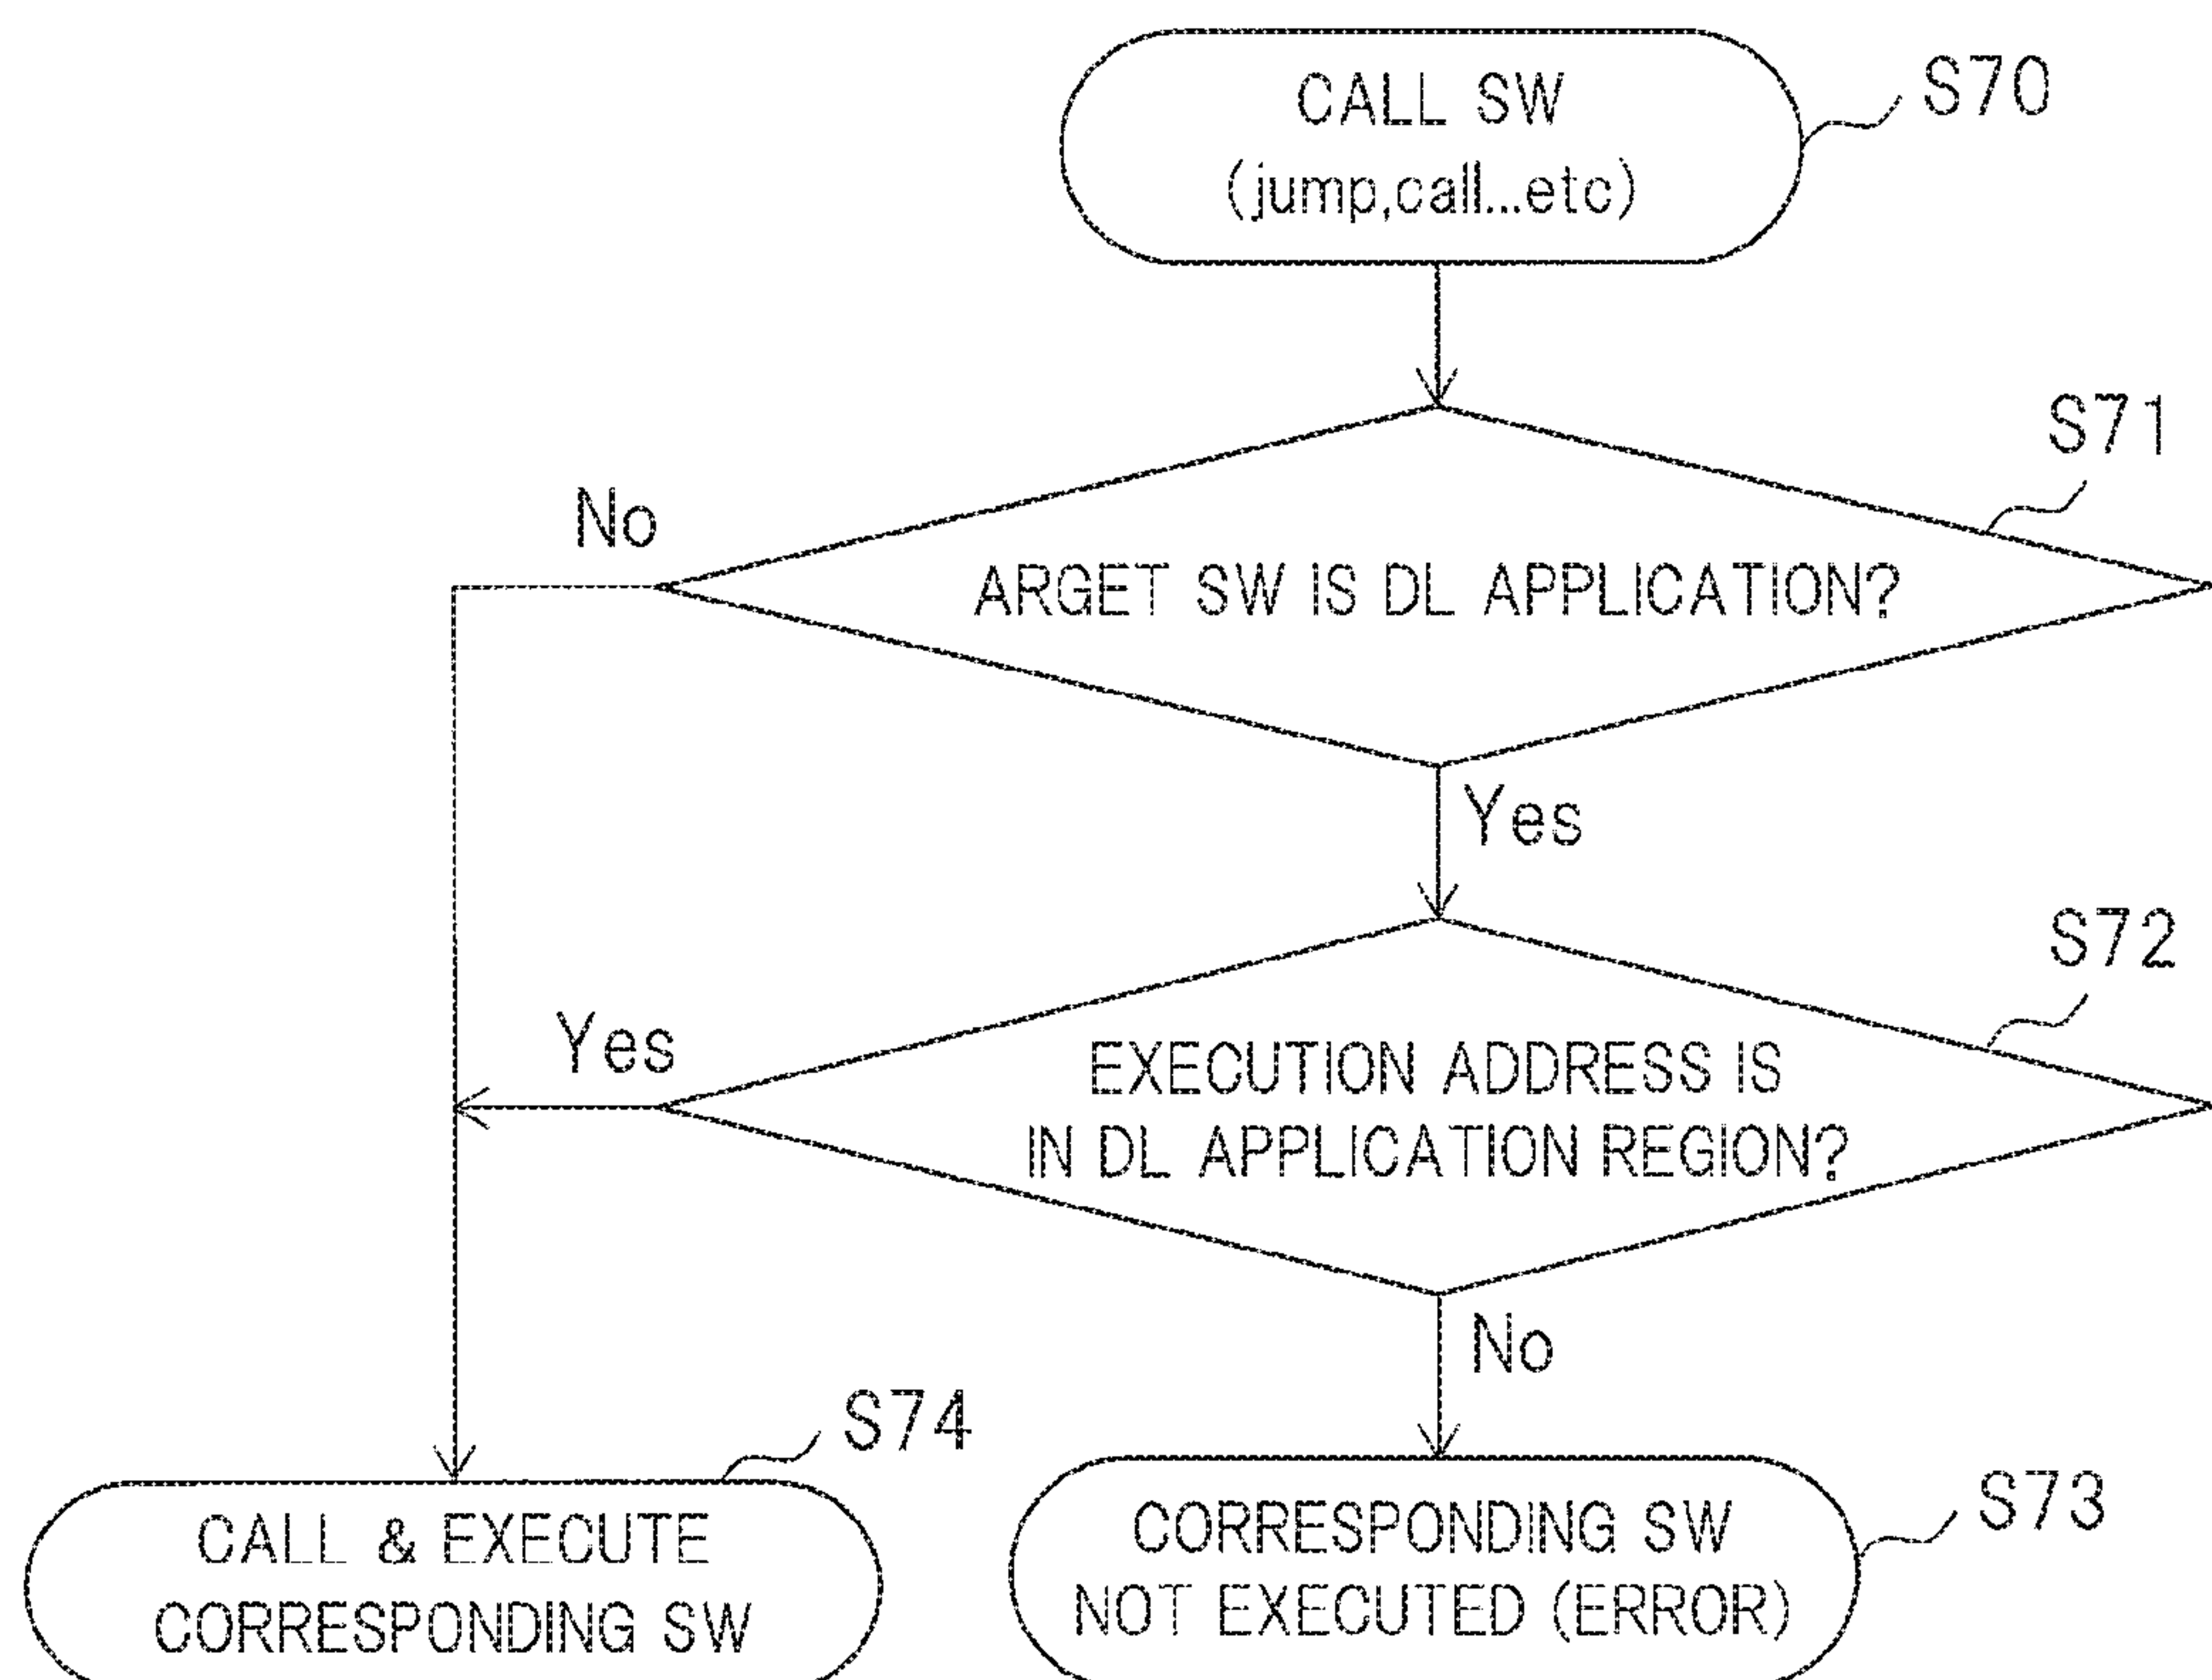 CALL SW
(jump,call...etc)
S70
S71
No
ARGET SW IS DL APPLICATION?
Yes
S72
Yes
EXECUTION ADDRESS IS
IN DL APPLICATION REGION?
No
S74
CALL & EXECUTE
CORRESPONDING SW
S73
CORRESPONDING SW
NOT EXECUTED (ERROR)